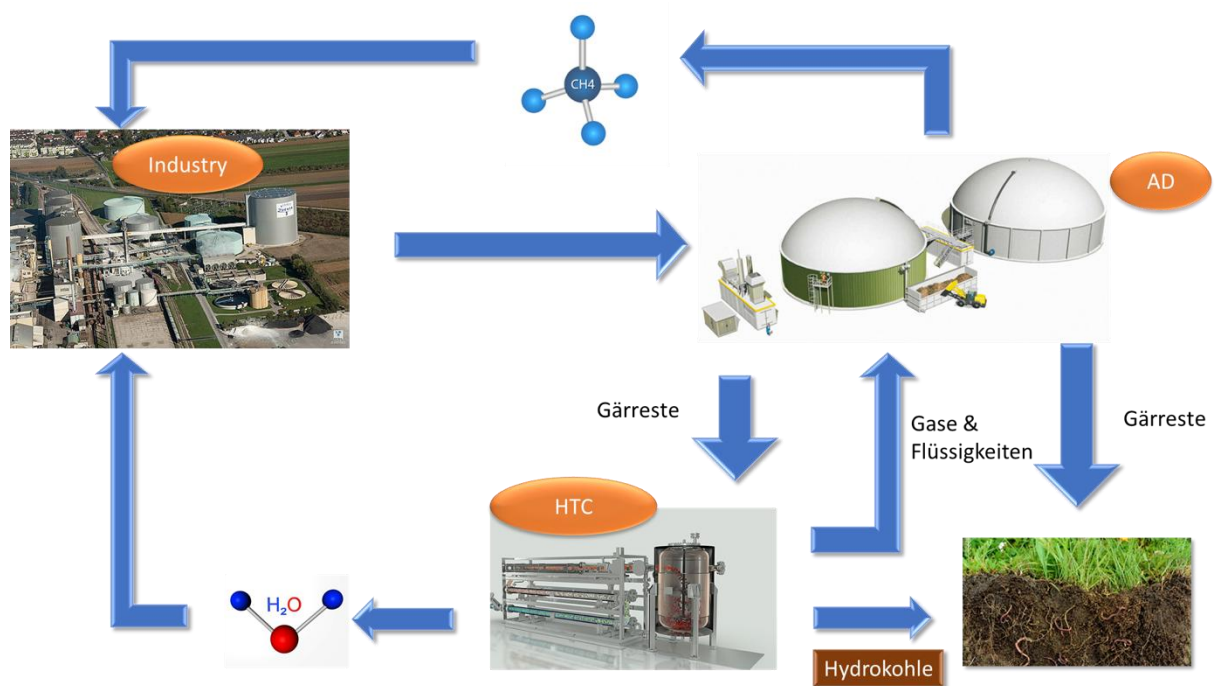 CH4
Industry
AD
Gärreste
Gase &
Flüssigkeiten
Gärreste
HTC
H₂O
Hydrokohle